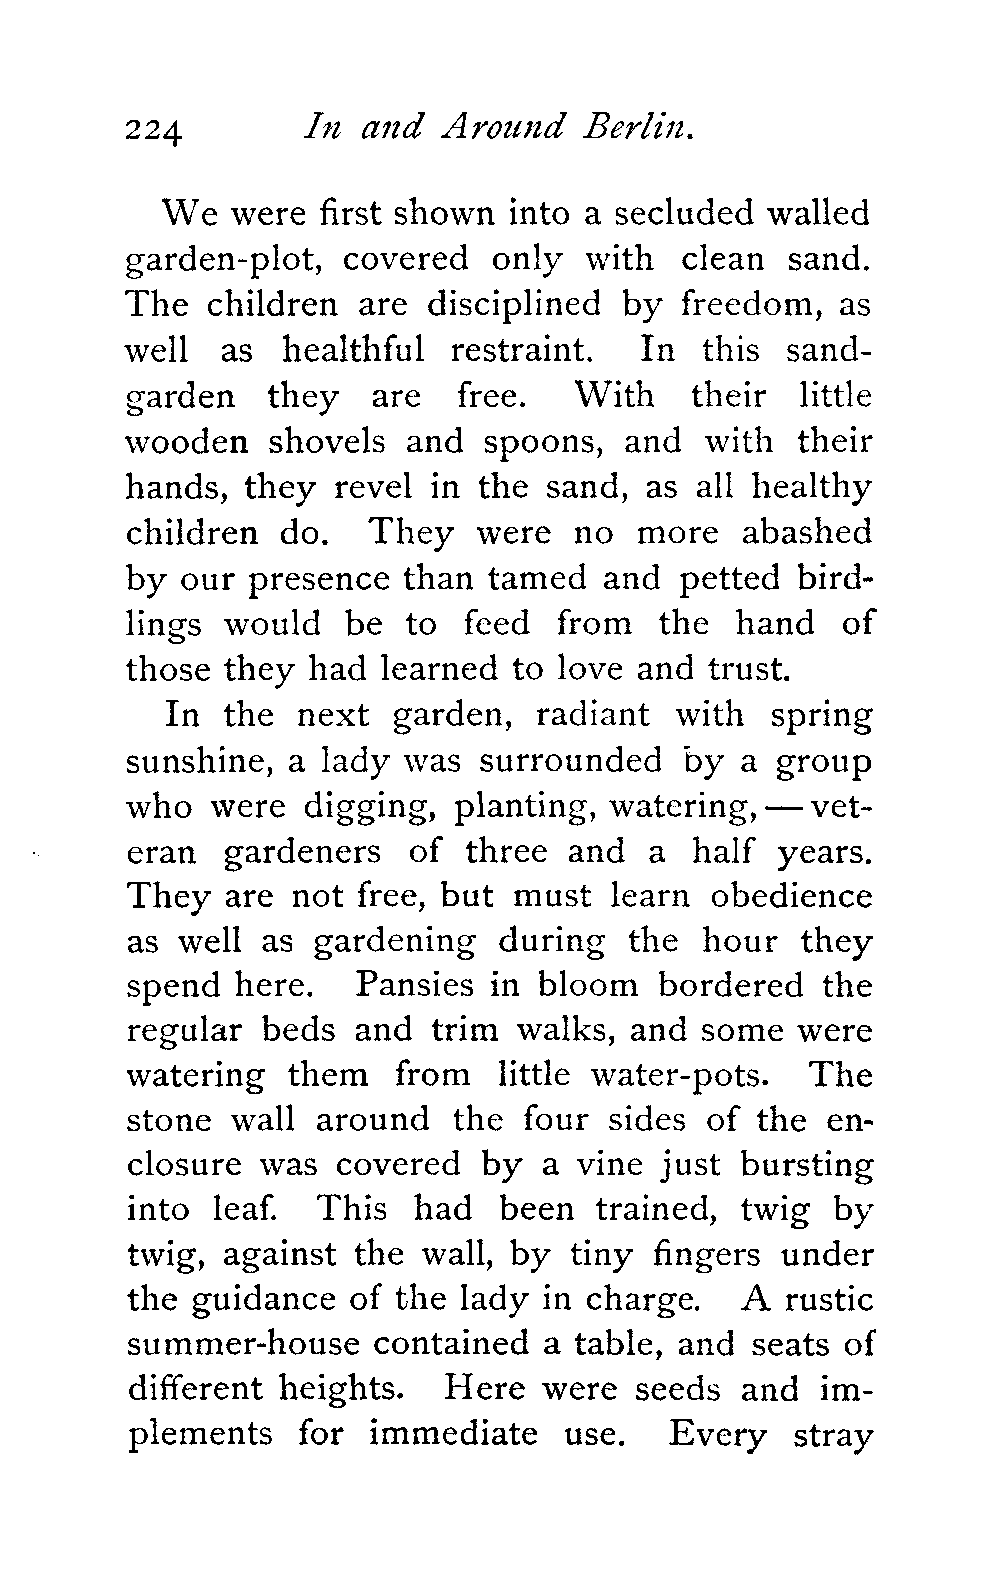 224 In and Around Berlin.
We were first shown into a secluded walled
garden-plot, covered only with clean sand.
The children are disciplined by freedom, as
well as healthful restraint. In this sand-
garden they are free. With their little
wooden shovels and spoons, and with their
hands, they revel in the sand, as all healthy
children do. They were no more abashed
by our presence than tamed and petted bird-
lings would be to feed from the hand of
those they had learned to love and trust.
In the next garden, radiant with spring
sunshine, a lady was surrounded by a group
who were digging, planting, watering, — vet-
eran gardeners of three and a half years.
They are not free, but must learn obedience
as well as gardening during the hour they
spend here. Pansies in bloom bordered the
regular beds and trim walks, and some were
watering them from little water-pots. The
stone wall around the four sides of the en-
closure was covered by a vine just bursting
into leaf. This had been trained, twig by
twig, against the wall, by tiny fingers under
the guidance of the lady in charge. A rustic
summer-house contained a table, and seats of
different heights. Here were seeds and im-
plements for immediate use. Every stray